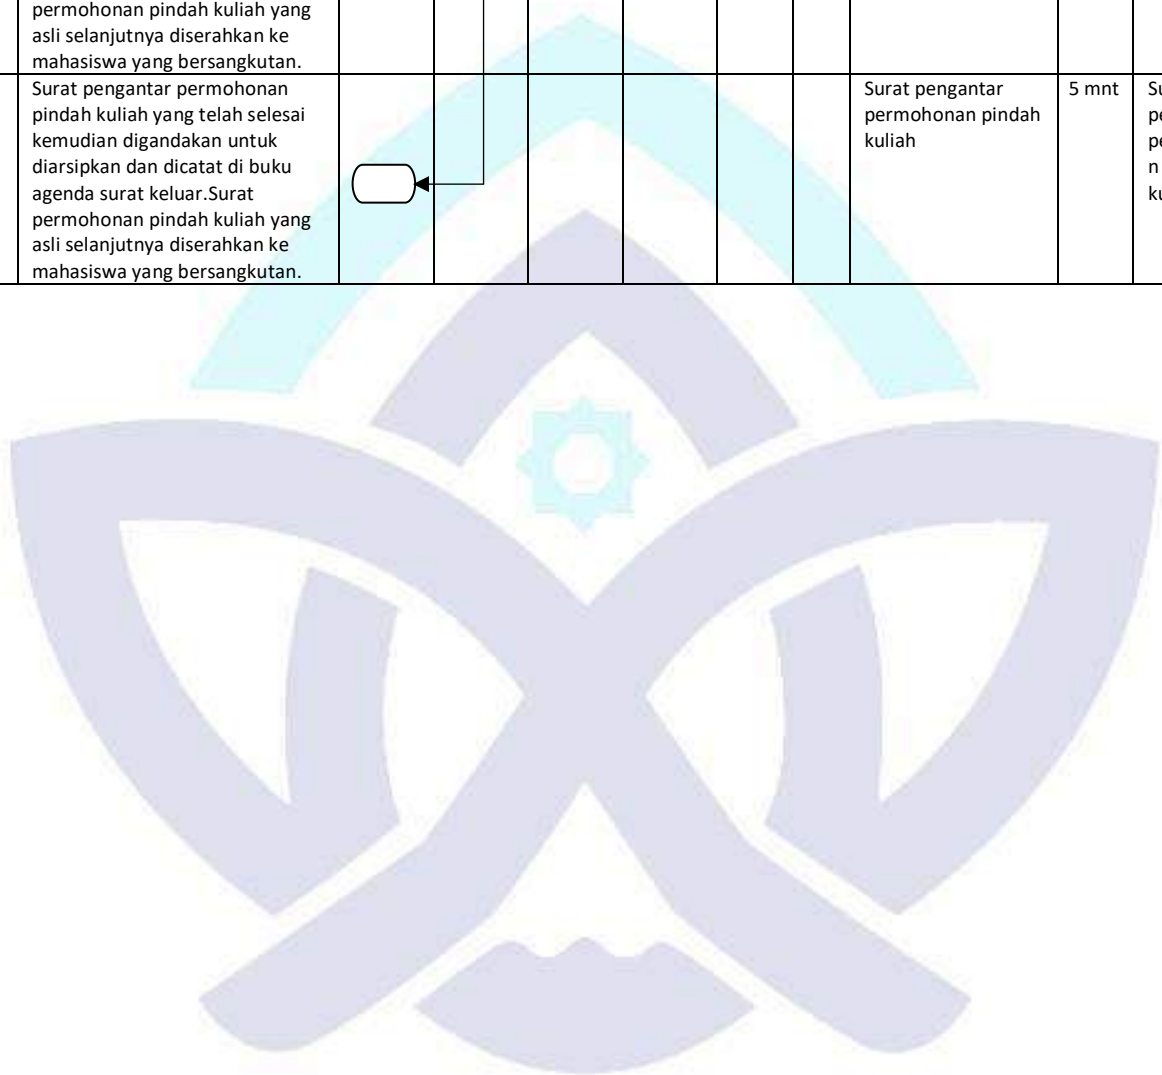 permohonan pindah kuliah yang
asli selanjutnya diserahkan ke
mahasiswa yang bersangkutan.
Surat pengantar permohonan
pindah kuliah yang telah selesai
kemudian digandakan untuk
diarsipkan dan dicatat di buku
agenda surat keluar.Surat
permohonan pindah kuliah yang
asli selanjutnya diserahkan ke
mahasiswa yang bersangkutan.
Surat pengantar
permohonan pindah
kuliah
5 mnt